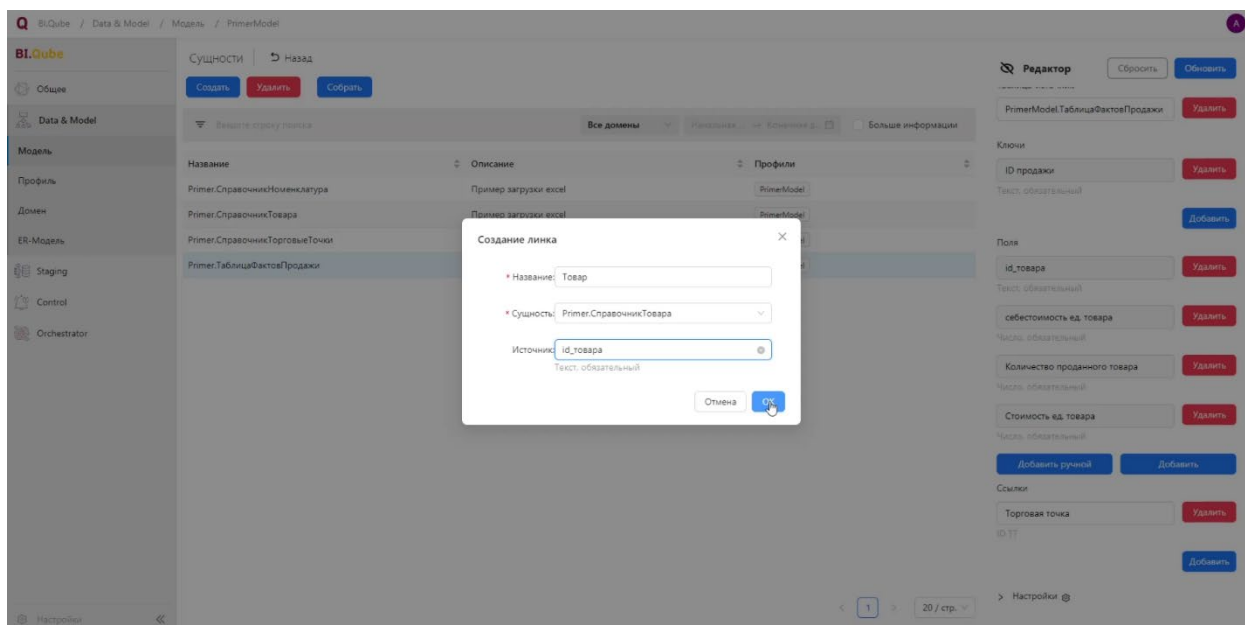 BI.Qube / Data & Model / Модель / PrimerModel
A
BI.Qube
Общее
Data & Model
Модель
Профиль
Домен
ER-Модель
Staging
Control
Orchestrator
Настройки
Сущности Назад
Создать Удалить Собрать
Введите строку поиска Все домены Больше информации
Название Описание Профили
Primer.СправочникНоменклатура Пример загрузки excel PrimerModel
Primer.СправочникТовара Пример загрузки excel PrimerModel
Primer.СправочникТорговыеТочки
Primer.ТаблицаФактовПродажи
1 20 / стр.
Создание линка
* Название: Товар
* Сущность: Primer.СправочникТовара
Источник: id_товара
Текст. обязательный
Отмена OK
Редактор Сбросить Обновить
PrimerModel.ТаблицаФактовПродажи Удалить
Ключи
ID продажи Удалить
Текст. обязательный
Добавить
Поля
id_товара Удалить
Текст. обязательный
себестоимость ед. товара Удалить
Число. обязательный
Количество проданного товара Удалить
Число. обязательный
Стоимость ед. товара Удалить
Число. обязательный
Добавить ручной Добавить
Ссылки
Торговая точка Удалить
ID ТТ
Добавить
Настройки